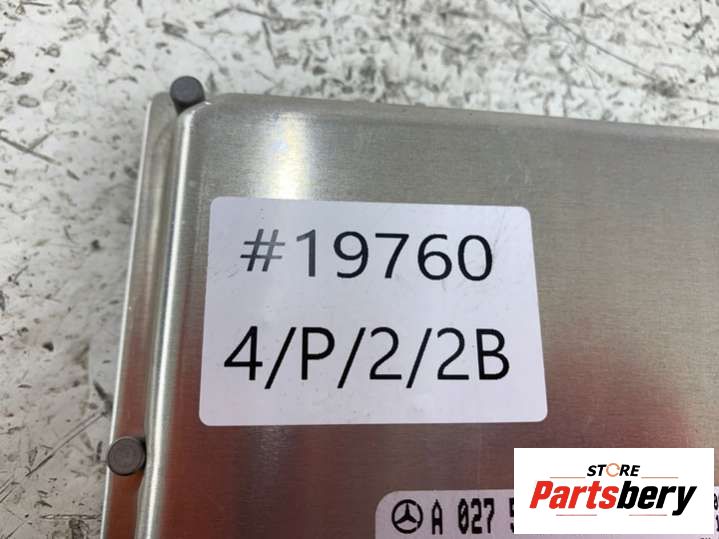 #19760
4/P/2/2B
A 027 5
STORE
Partsbery